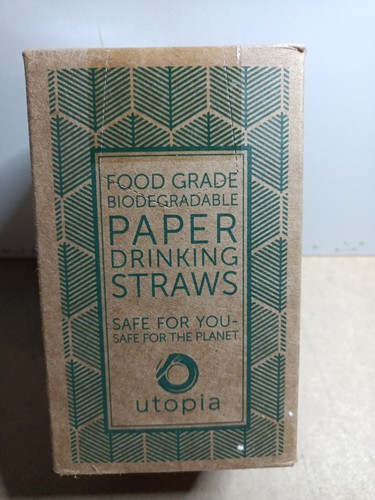 FOOD GRADE
BIODEGRADABLE
PAPER
DRINKING
STRAWS
SAFE FOR YOU-
SAFE FOR THE PLANET
utopia